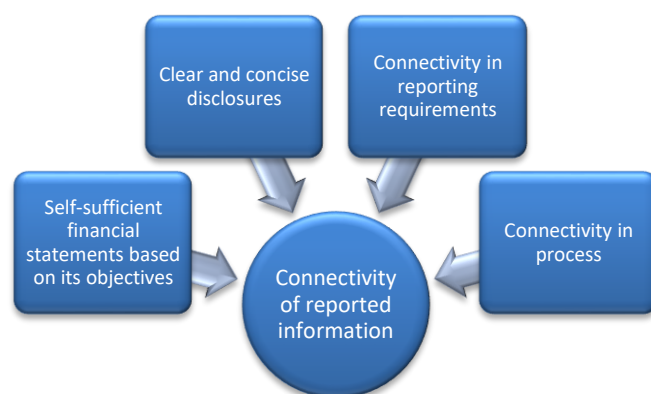 Clear and concise
disclosures
Connectivity in
reporting
requirements
Self-sufficient
financial
statements based
on its objectives
Connectivity in
process
Connectivity
of reported
information